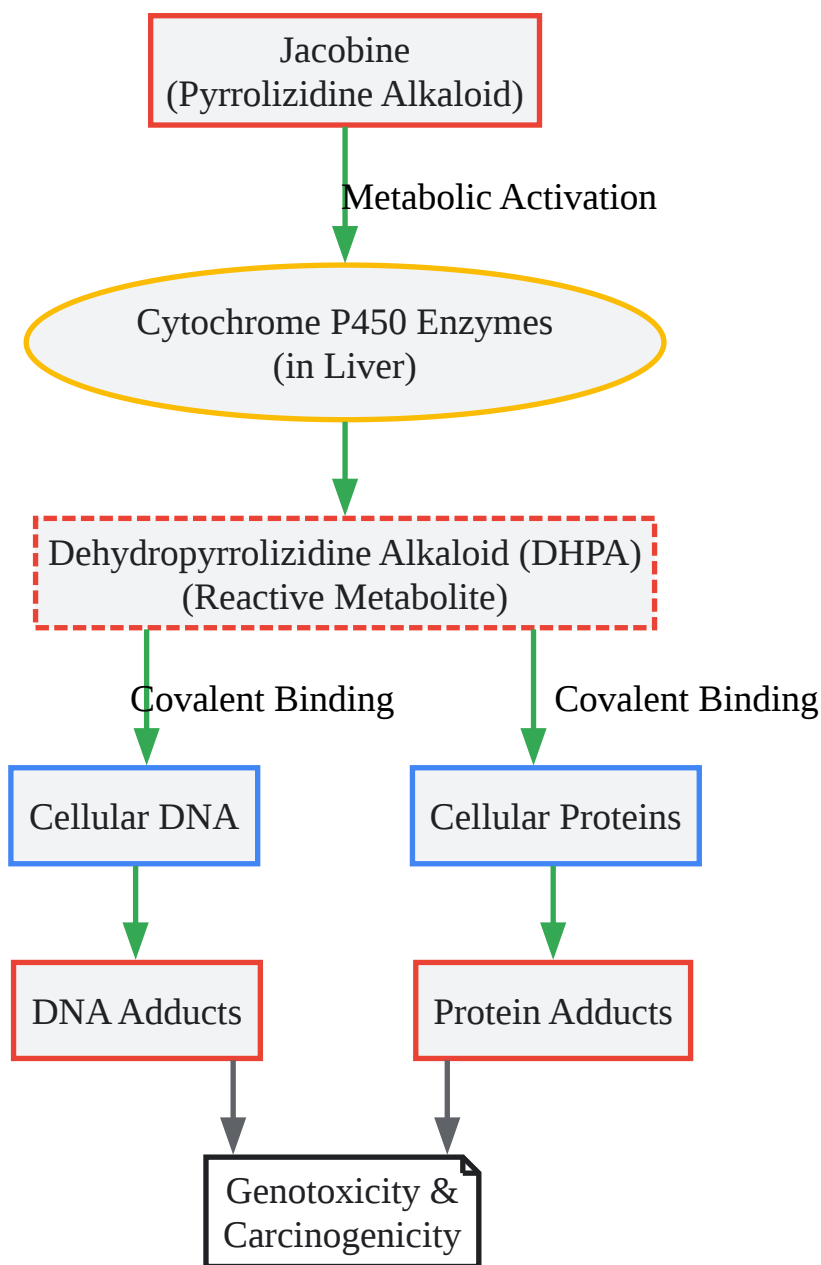 Jacobine
(Pyrrolizidine Alkaloid)
Metabolic Activation
Cytochrome P450 Enzymes
(in Liver)
Dehydropyrrolizidine Alkaloid (DHPA)
(Reactive Metabolite)
Covalent Binding
Covalent Binding
Cellular DNA
Cellular Proteins
DNA Adducts
Protein Adducts
Genotoxicity &
Carcinogenicity